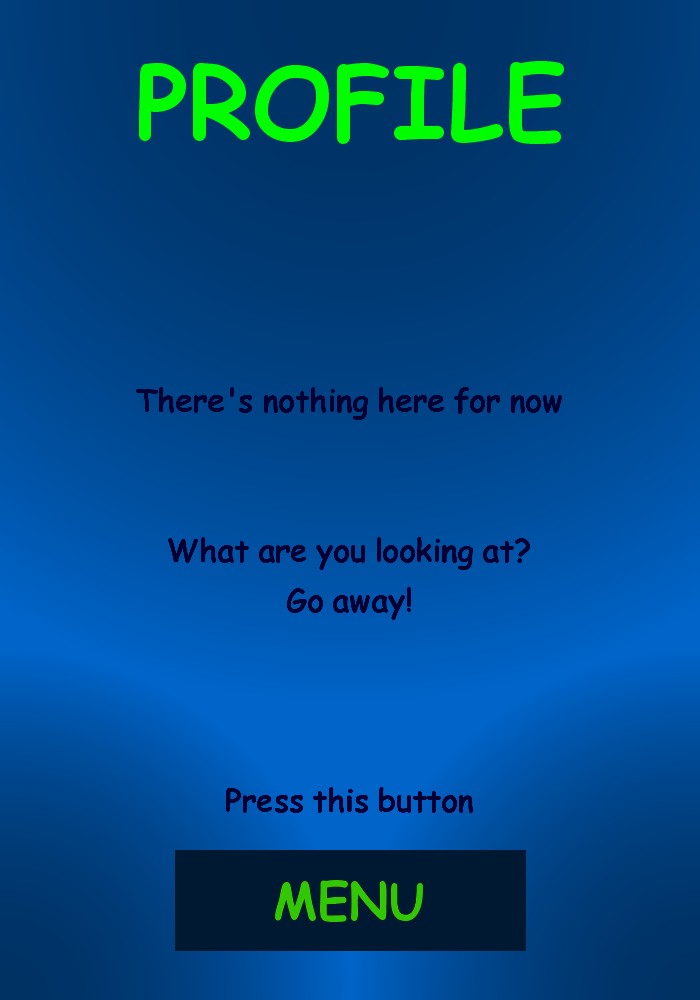 PROFILE
There's nothing here for now
What are you looking at?
Go away!
Press this button
MENU